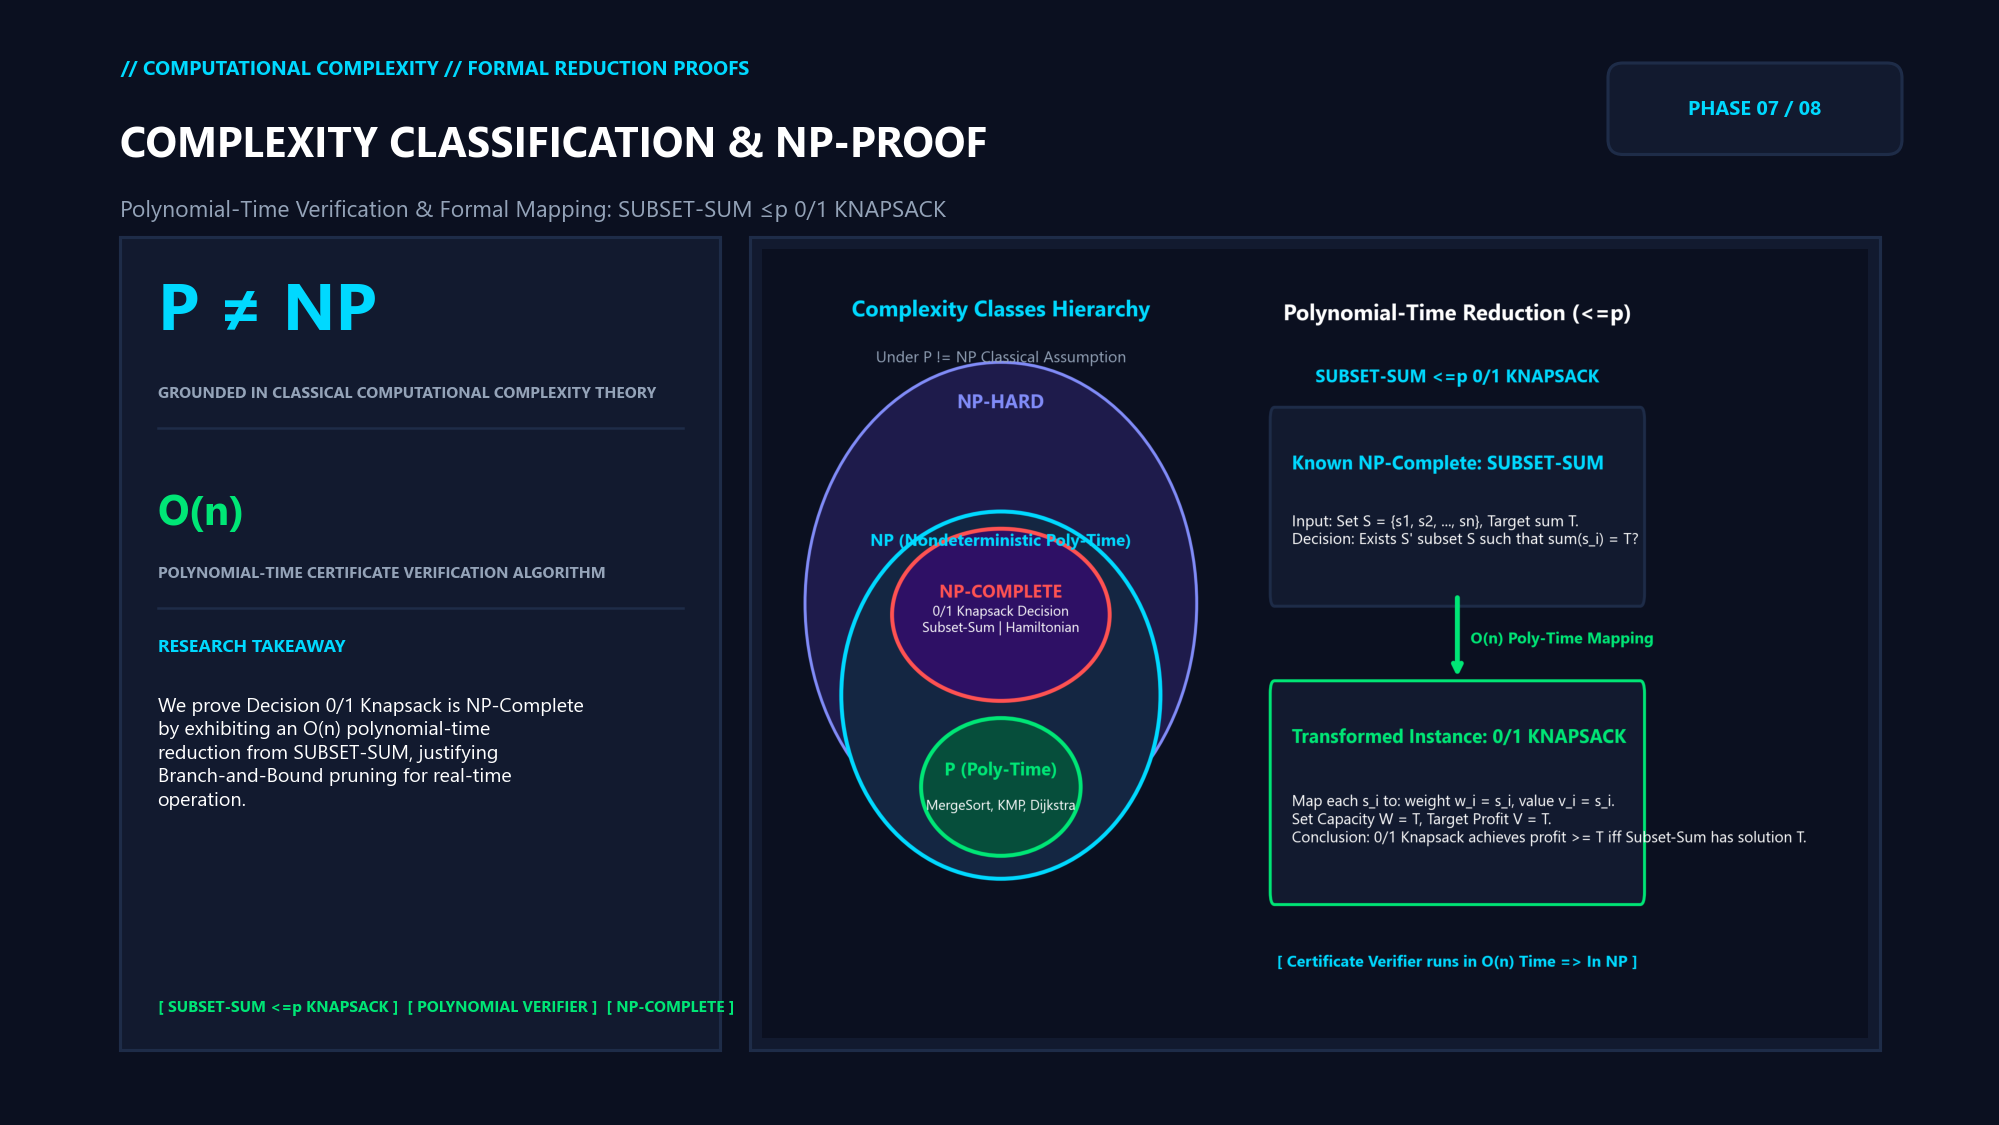 // COMPUTATIONAL COMPLEXITY // FORMAL REDUCTION PROOFS
PHASE 07 / 08
COMPLEXITY CLASSIFICATION & NP-PROOF
Polynomial-Time Verification & Formal Mapping: SUBSET-SUM ≤p 0/1 KNAPSACK
P ≠ NP
GROUNDED IN CLASSICAL COMPUTATIONAL COMPLEXITY THEORY
O(n)
POLYNOMIAL-TIME CERTIFICATE VERIFICATION ALGORITHM
RESEARCH TAKEAWAY
We prove Decision 0/1 Knapsack is NP-Complete
by exhibiting an O(n) polynomial-time
reduction from SUBSET-SUM, justifying
Branch-and-Bound pruning for real-time
operation.
[ SUBSET-SUM <=p KNAPSACK ]  [ POLYNOMIAL VERIFIER ]  [ NP-COMPLETE ]
Complexity Classes Hierarchy
Under P != NP Classical Assumption
NP-HARD
NP (Nondeterministic Poly-Time)
NP-COMPLETE
0/1 Knapsack Decision
Subset-Sum | Hamiltonian
P (Poly-Time)
MergeSort, KMP, Dijkstra
Polynomial-Time Reduction (<=p)
SUBSET-SUM <=p 0/1 KNAPSACK
Known NP-Complete: SUBSET-SUM
Input: Set S = {s1, s2, ..., sn}, Target sum T.
Decision: Exists S' subset S such that sum(s_i) = T?
O(n) Poly-Time Mapping
Transformed Instance: 0/1 KNAPSACK
Map each s_i to: weight w_i = s_i, value v_i = s_i.
Set Capacity W = T, Target Profit V = T.
Conclusion: 0/1 Knapsack achieves profit >= T iff Subset-Sum has solution T.
[ Certificate Verifier runs in O(n) Time => In NP ]